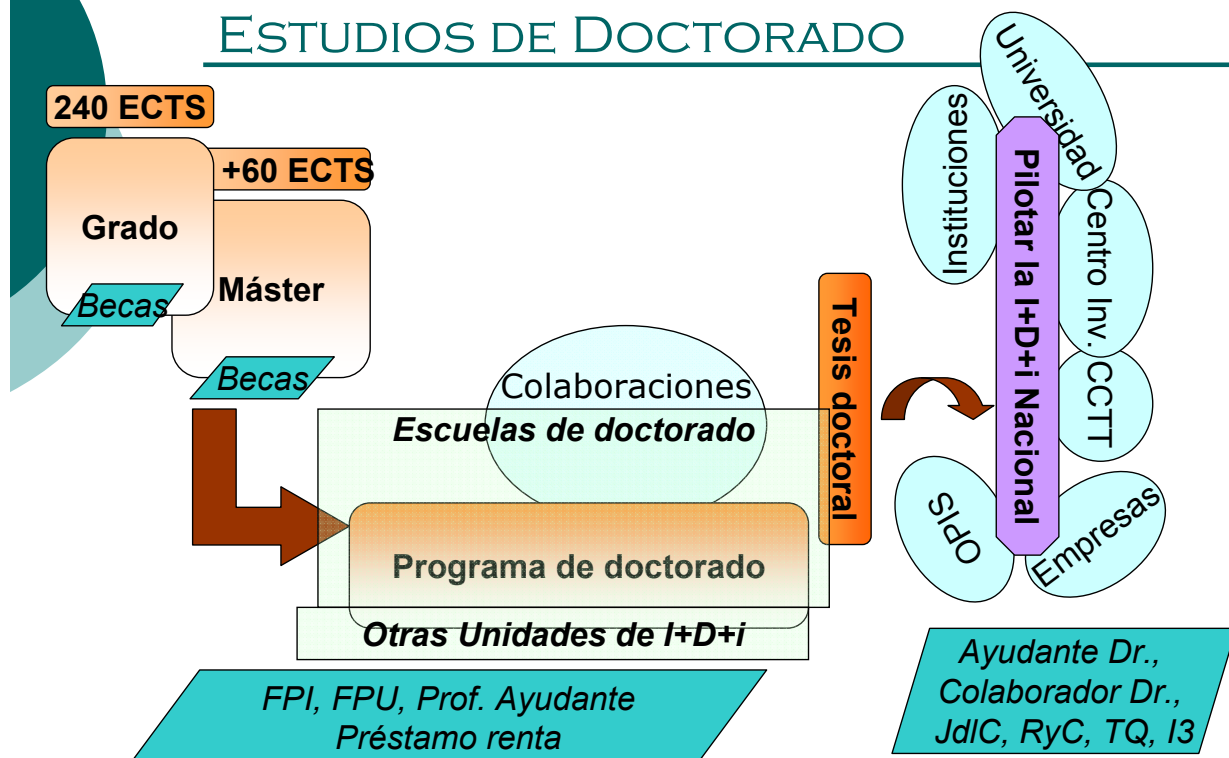 ESTUDIOS DE DOCTORADO
240 ECTS
+60 ECTS
Grado
Becas
Máster
Becas
Colaboraciones
Escuelas de doctorado
Programa de doctorado
Otras Unidades de I+D+i
FPI, FPU, Prof. Ayudante
Préstamo renta
Tesis doctoral
Pilotar la I+D+i Nacional
Instituciones
Universidad
Centro Inv.
CCTT
Empresas
OPIS
Ayudante Dr.,
Colaborador Dr.,
JdlC, RyC, TQ, I3